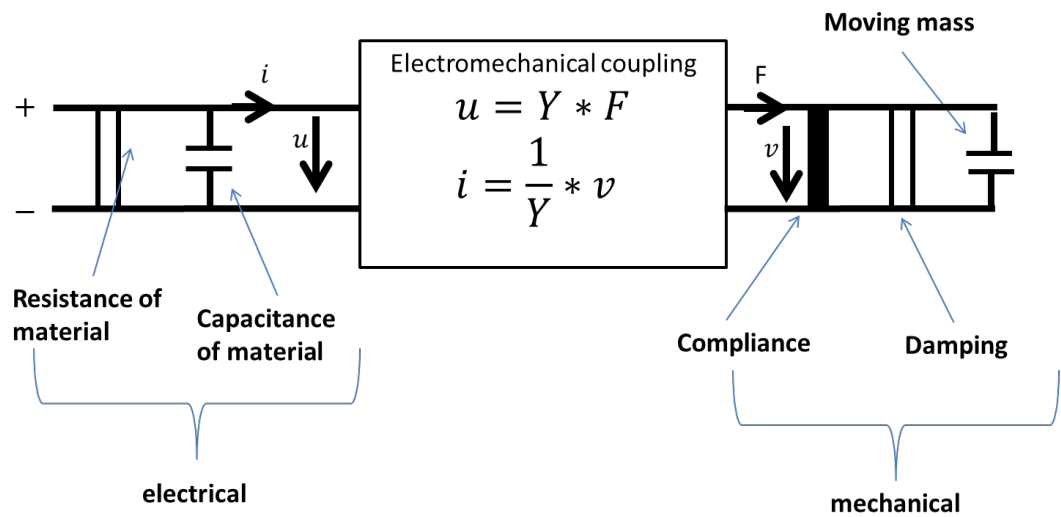 Moving mass
Electromechanical coupling
i
F
+
u = Y ∗ F
u
v
i = 1/Y ∗ v
−
Resistance of
material
Capacitance
of material
Compliance
Damping
electrical
mechanical